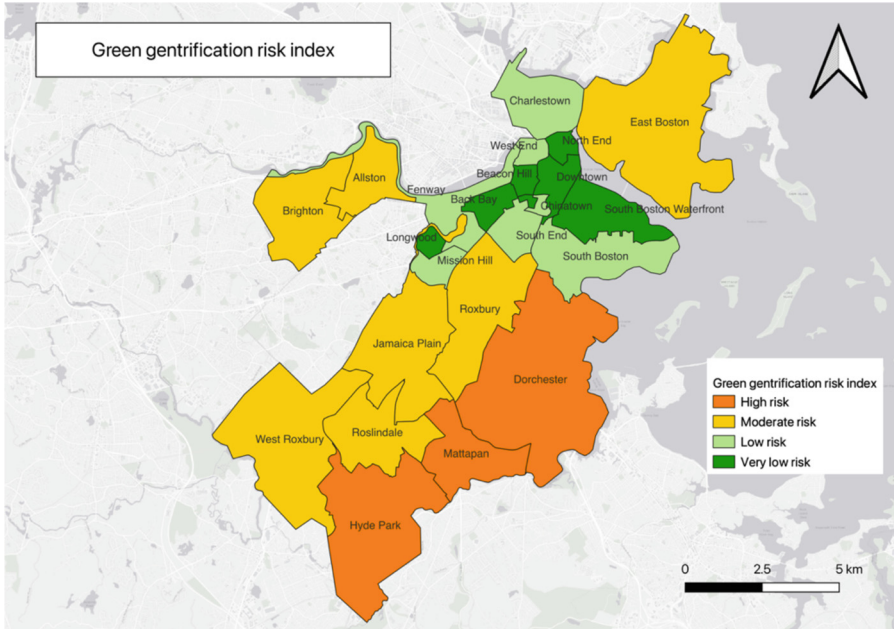 Green gentrification risk index
Charlestown
East Boston
West End
North End
Beacon Hill
Downtown
Allston
Fenway
Back Bay
Chinatown
Brighton
South Boston Waterfront
Longwood
South End
Mission Hill
South Boston
Roxbury
Jamaica Plain
Dorchester
West Roxbury
Roslindale
Mattapan
Hyde Park
Green gentrification risk index
High risk
Moderate risk
Low risk
Very low risk
0 2.5 5 km